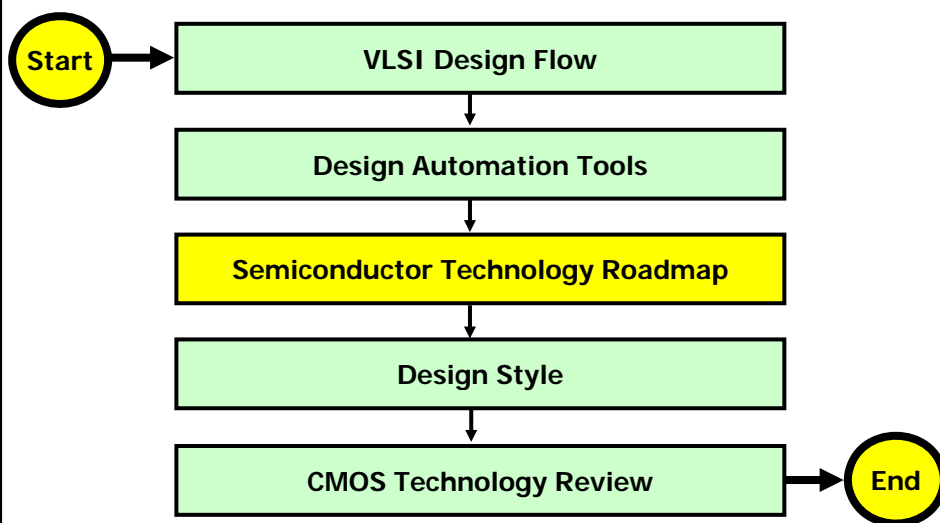 Start
VLSI Design Flow
Design Automation Tools
Semiconductor Technology Roadmap
Design Style
CMOS Technology Review
End